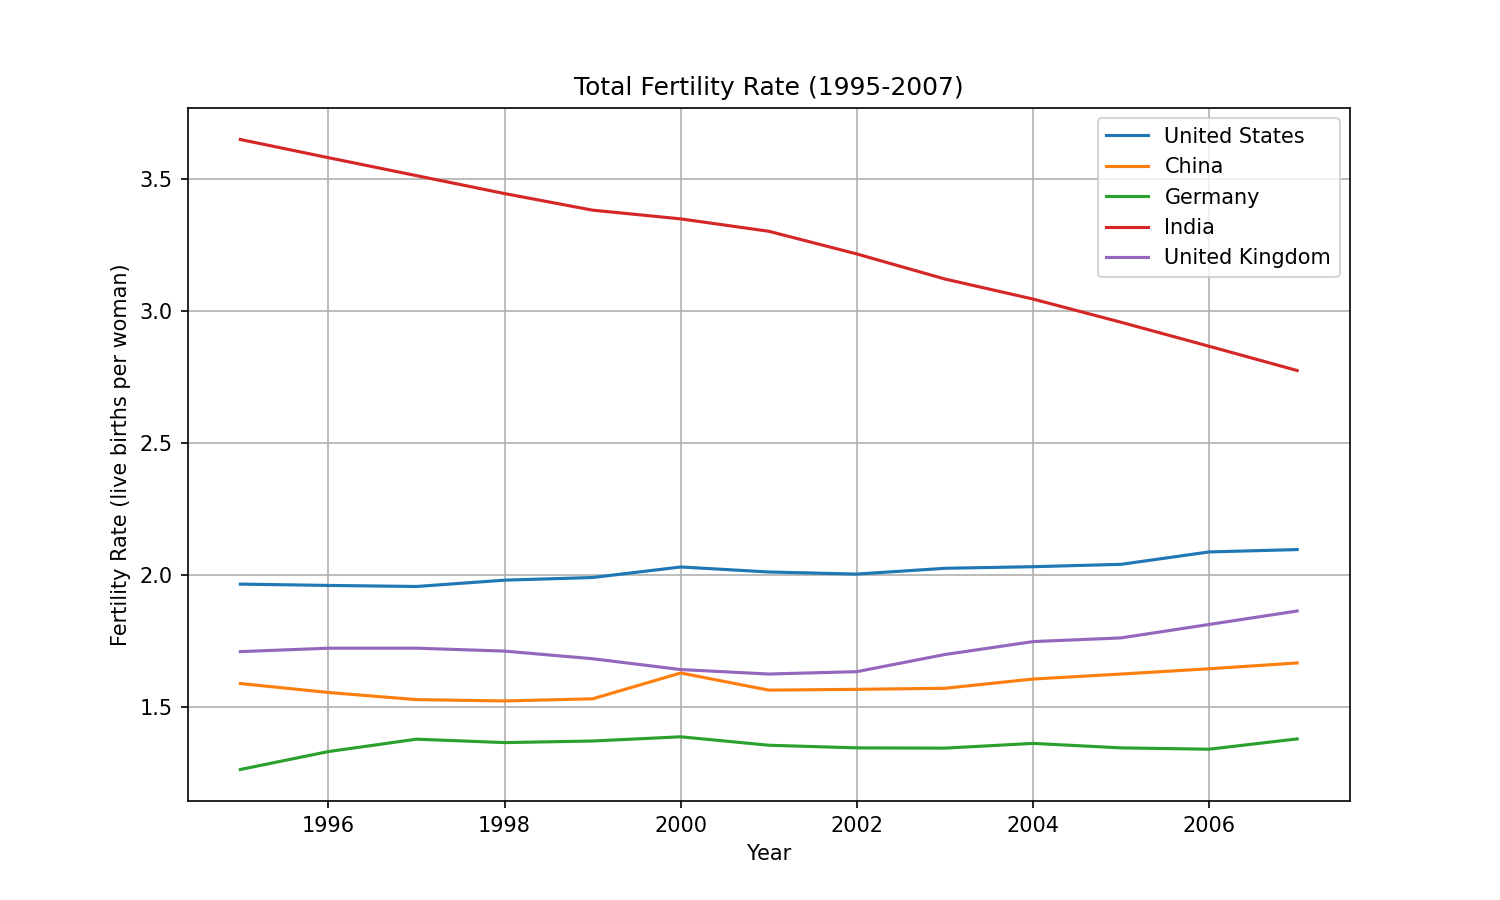 Total Fertility Rate (1995-2007)
United States
China
Germany
India
United Kingdom
Fertility Rate (live births per woman)
3.5
3.0
2.5
2.0
1.5
1996 1998 2000 2002 2004 2006
Year